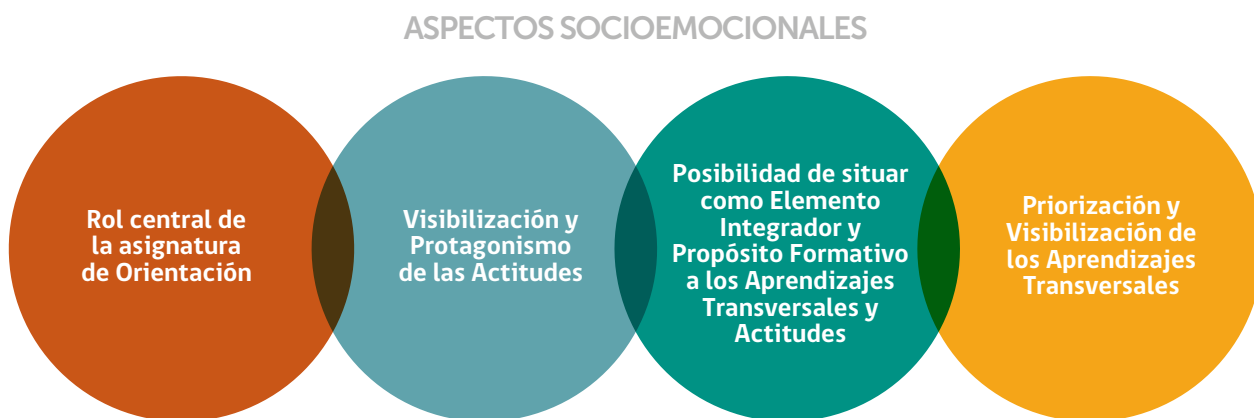 ASPECTOS SOCIOEMOCIONALES
Rol central de
la asignatura
de Orientación
Visibilización y
Protagonismo
de las Actitudes
Posibilidad de situar
como Elemento
Integrador y
Propósito Formativo
a los Aprendizajes
Transversales y
Actitudes
Priorización y
Visibilización de
los Aprendizajes
Transversales